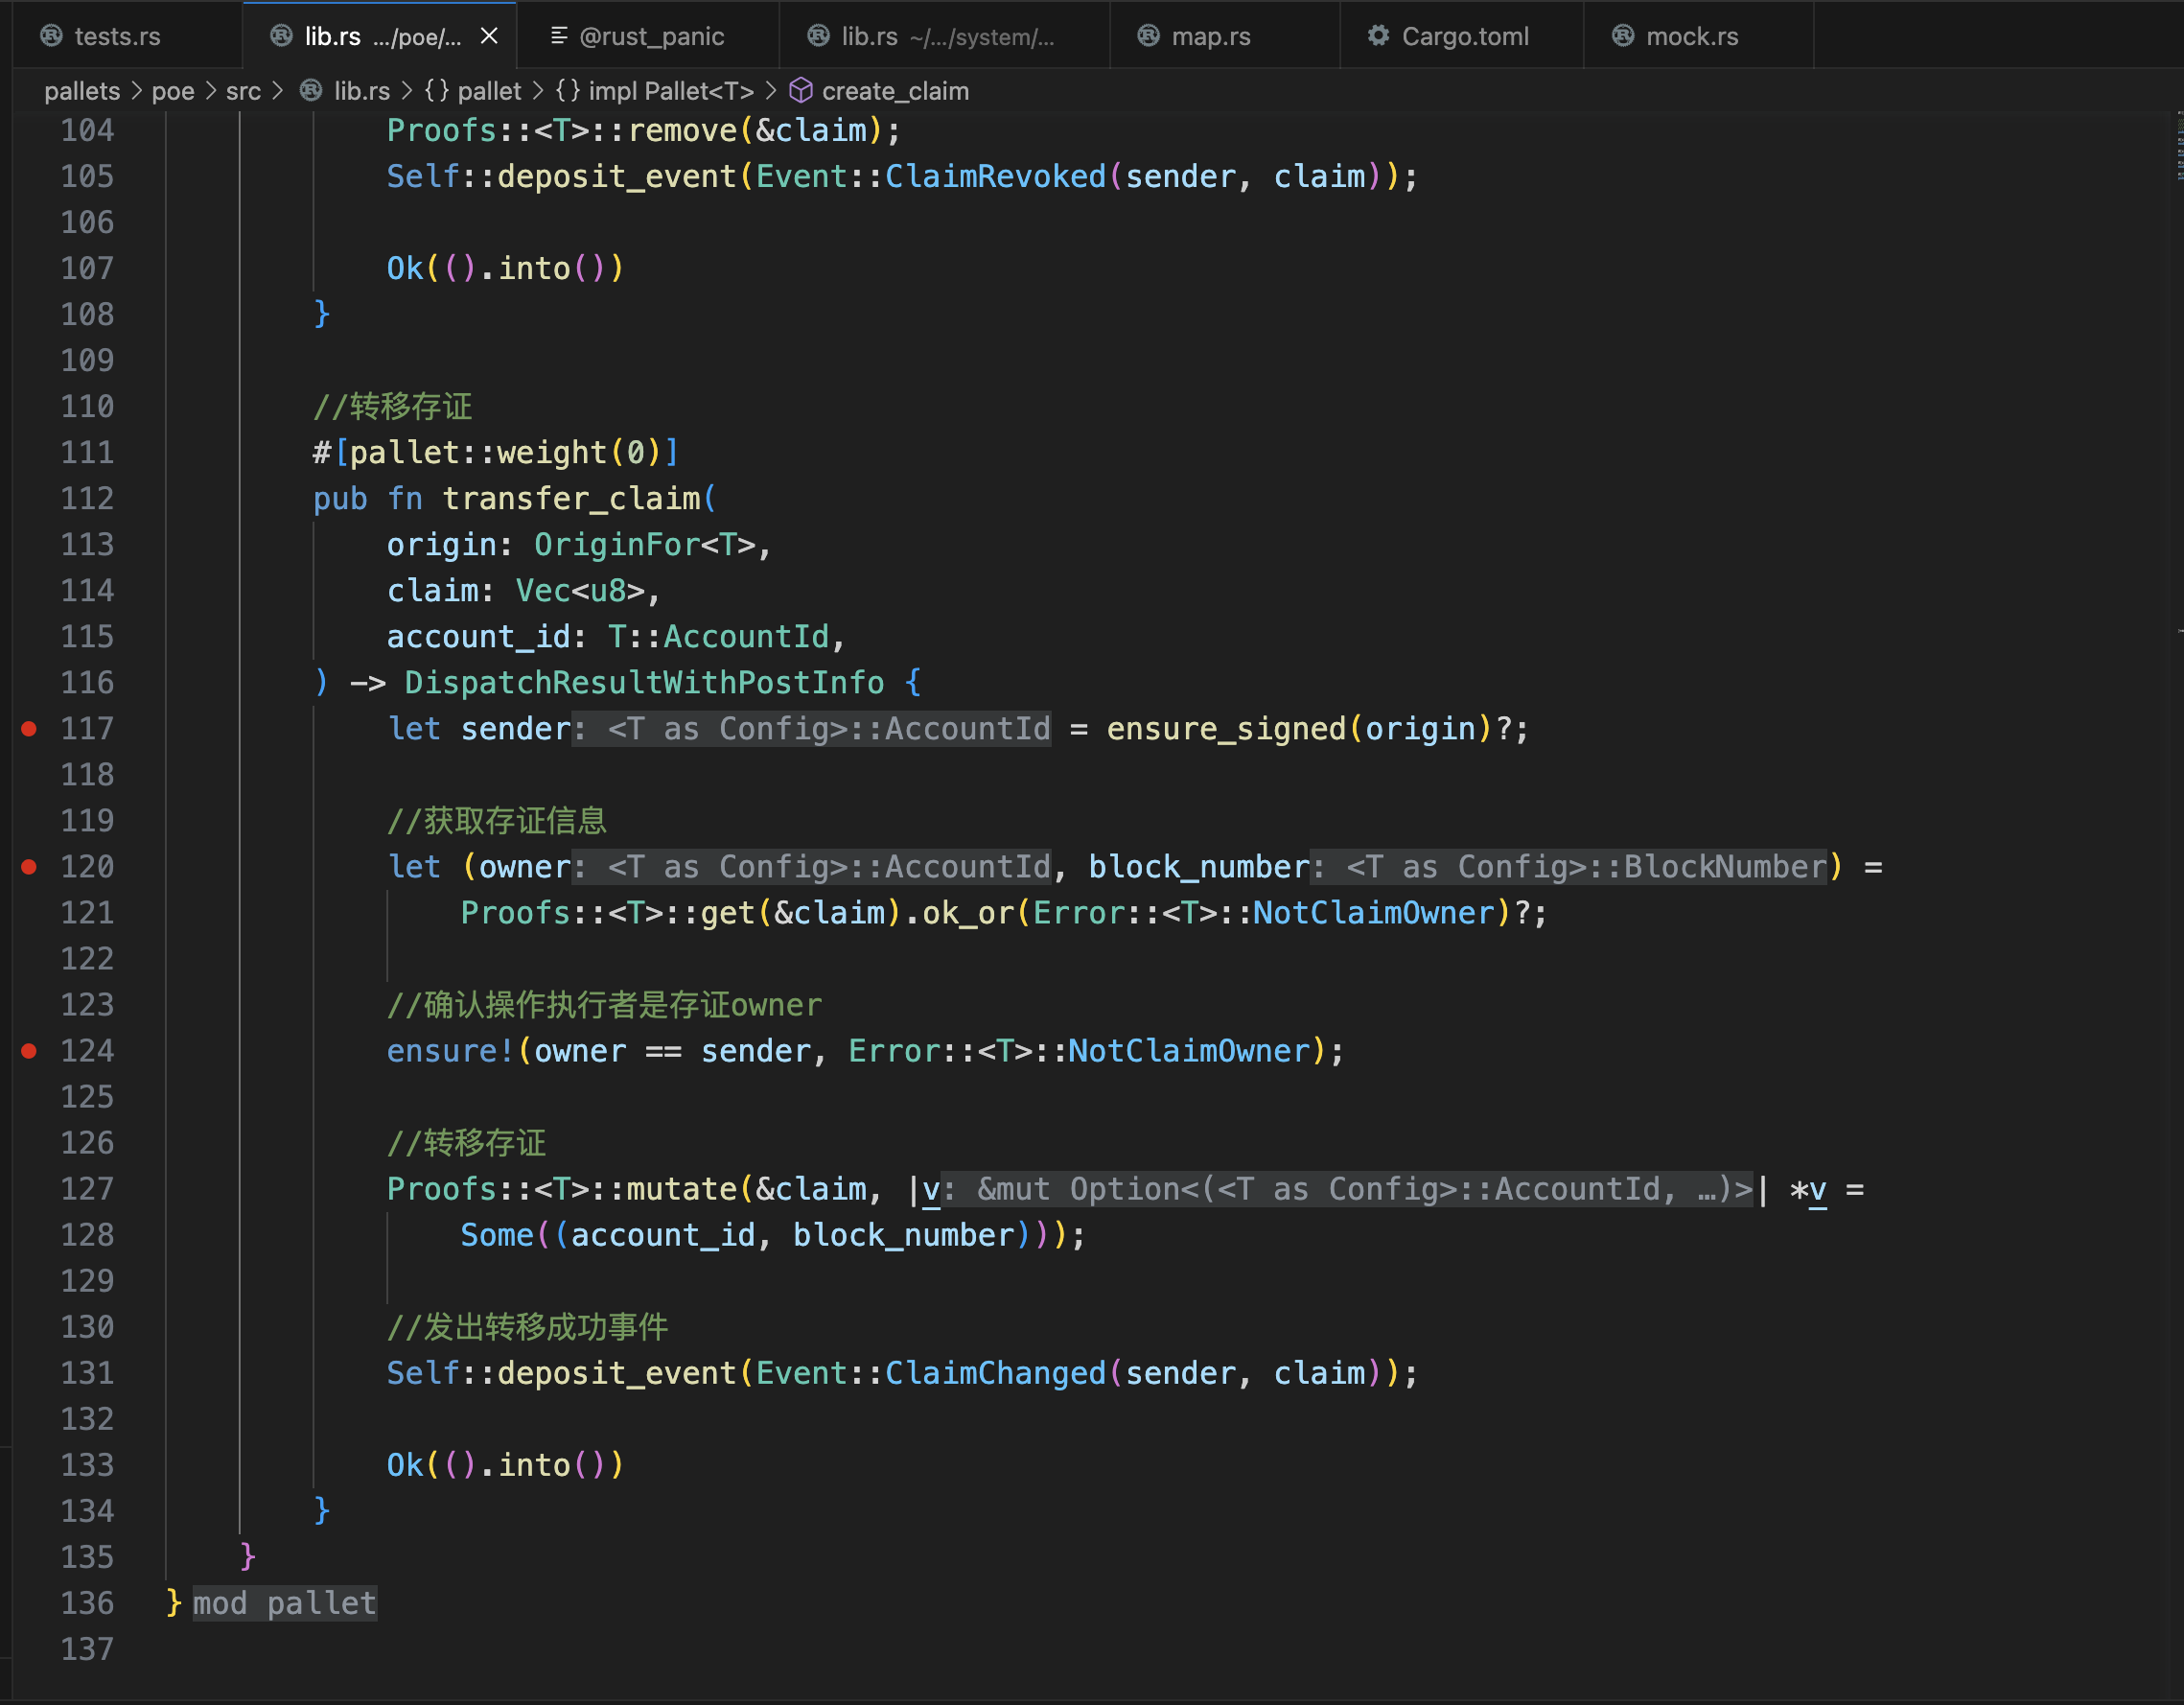 tests.rs
lib.rs .../poe/...
@rust_panic
lib.rs ~/.../system/...
map.rs
Cargo.toml
mock.rs
pallets > poe > src > lib.rs > {} pallet > {} impl Pallet<T> > create_claim
104 Proofs::<T>::remove(&claim);
105 Self::deposit_event(Event::ClaimRevoked(sender, claim));
106
107 Ok(().into())
108 }
109
110 //转移存证
111 #[pallet::weight(0)]
112 pub fn transfer_claim(
113 origin: OriginFor<T>,
114 claim: Vec<u8>,
115 account_id: T::AccountId,
116 ) -> DispatchResultWithPostInfo {
117 let sender: <T as Config>::AccountId = ensure_signed(origin)?;
118
119 //获取存证信息
120 let (owner: <T as Config>::AccountId, block_number: <T as Config>::BlockNumber) =
121 Proofs::<T>::get(&claim).ok_or(Error::<T>::NotClaimOwner)?;
122
123 //确认操作执行者是存证owner
124 ensure!(owner == sender, Error::<T>::NotClaimOwner);
125
126 //转移存证
127 Proofs::<T>::mutate(&claim, |v: &mut Option<(<T as Config>::AccountId, …)>| *v =
128 Some((account_id, block_number)));
129
130 //发出转移成功事件
131 Self::deposit_event(Event::ClaimChanged(sender, claim));
132
133 Ok(().into())
134 }
135 }
136 } mod pallet
137